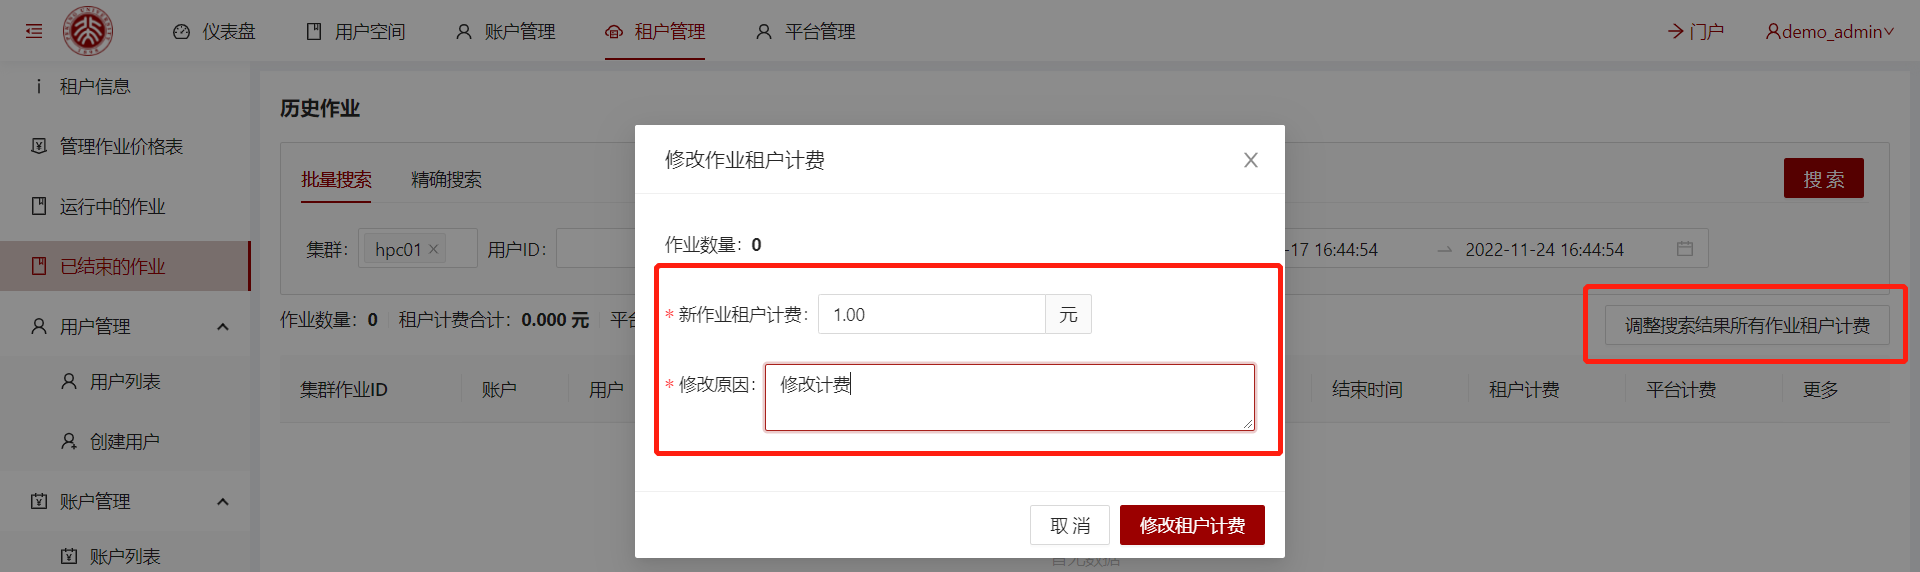 仪表盘 用户空间 账户管理 租户管理 平台管理 门户 demo_admin
租户信息
管理作业价格表
运行中的作业
已结束的作业
用户管理
用户列表
创建用户
账户管理
账户列表
历史作业
批量搜索 精确搜索 搜 索
集群: hpc01 用户ID: -17 16:44:54 2022-11-24 16:44:54
作业数量: 0 租户计费合计: 0.000 元 平台
调整搜索结果所有作业租户计费
集群作业ID 账户 用户 结束时间 租户计费 平台计费 更多
暂无数据
修改作业租户计费
作业数量: 0
* 新作业租户计费: 1.00 元
* 修改原因: 修改计费
取 消 修改租户计费